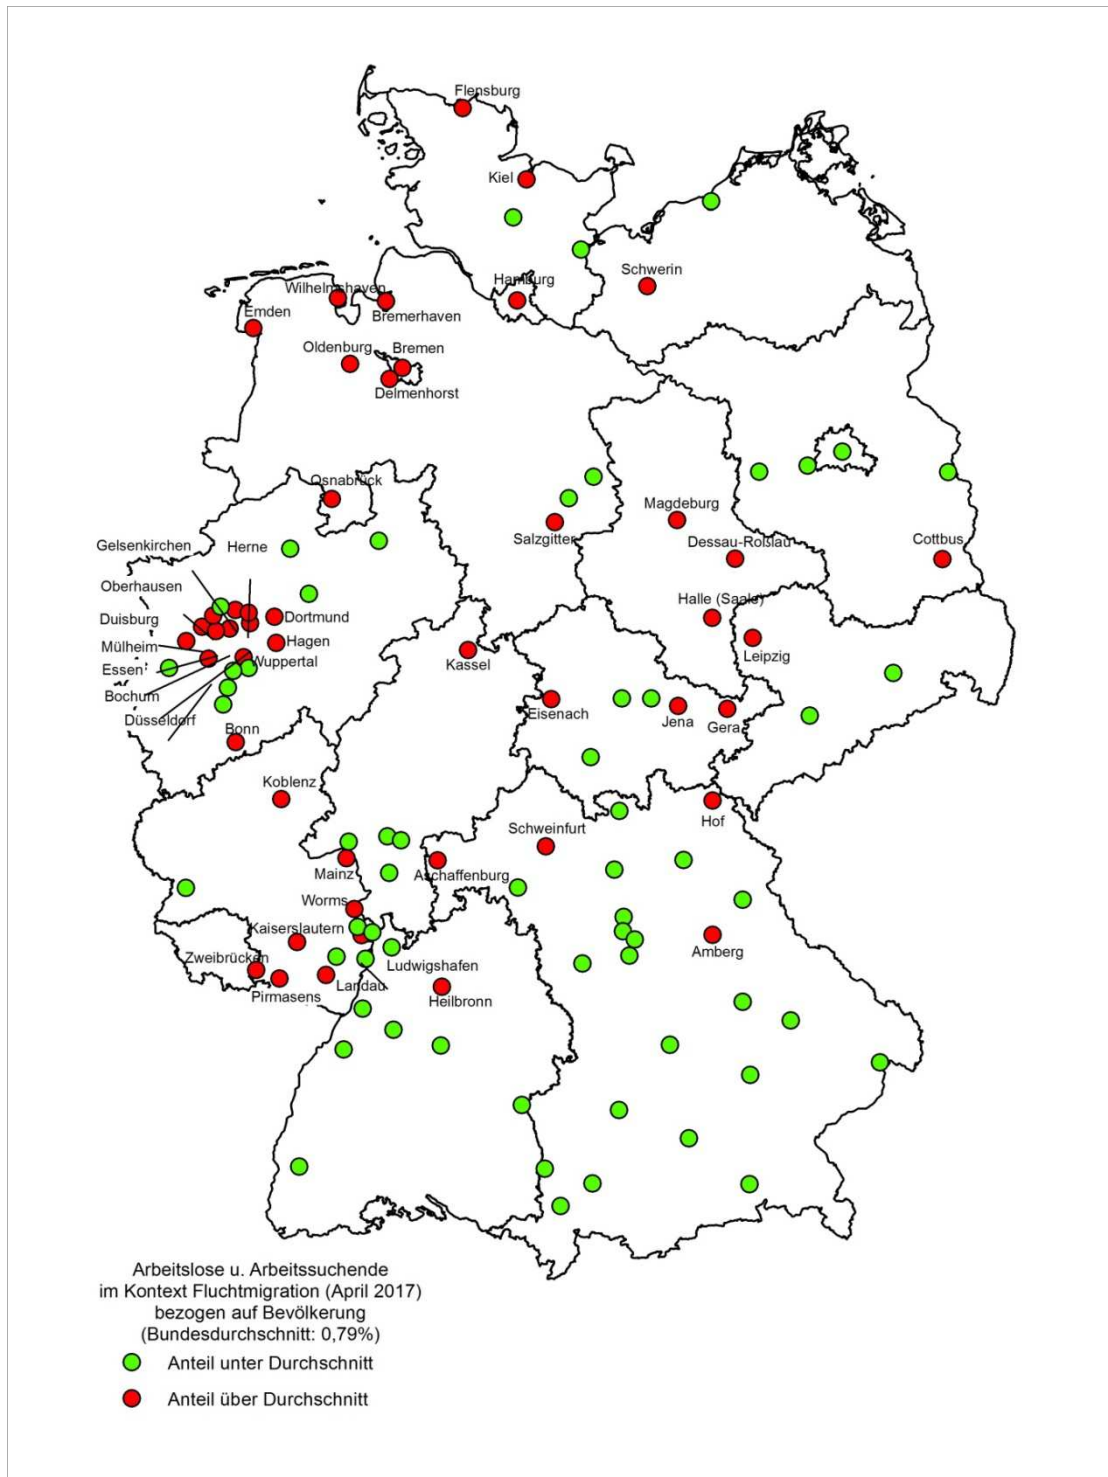 Flensburg
Kiel
Schwerin
Hamburg
Wilhelmshaven
Bremerhaven
Emden
Oldenburg
Bremen
Delmenhorst
Osnabrück
Magdeburg
Salzgitter
Dessau-Roßlau
Cottbus
Gelsenkirchen
Herne
Oberhausen
Duisburg
Dortmund
Halle (Saale)
Mülheim
Hagen
Leipzig
Essen
Wuppertal
Kassel
Bochum
Düsseldorf
Eisenach
Jena
Gera
Bonn
Koblenz
Hof
Schweinfurt
Mainz
Aschaffenburg
Worms
Kaiserslautern
Amberg
Zweibrücken
Ludwigshafen
Landau
Pirmasens
Heilbronn
Arbeitslose u. Arbeitssuchende
im Kontext Fluchtmigration (April 2017)
bezogen auf Bevölkerung
(Bundesdurchschnitt: 0,79%)
Anteil unter Durchschnitt
Anteil über Durchschnitt